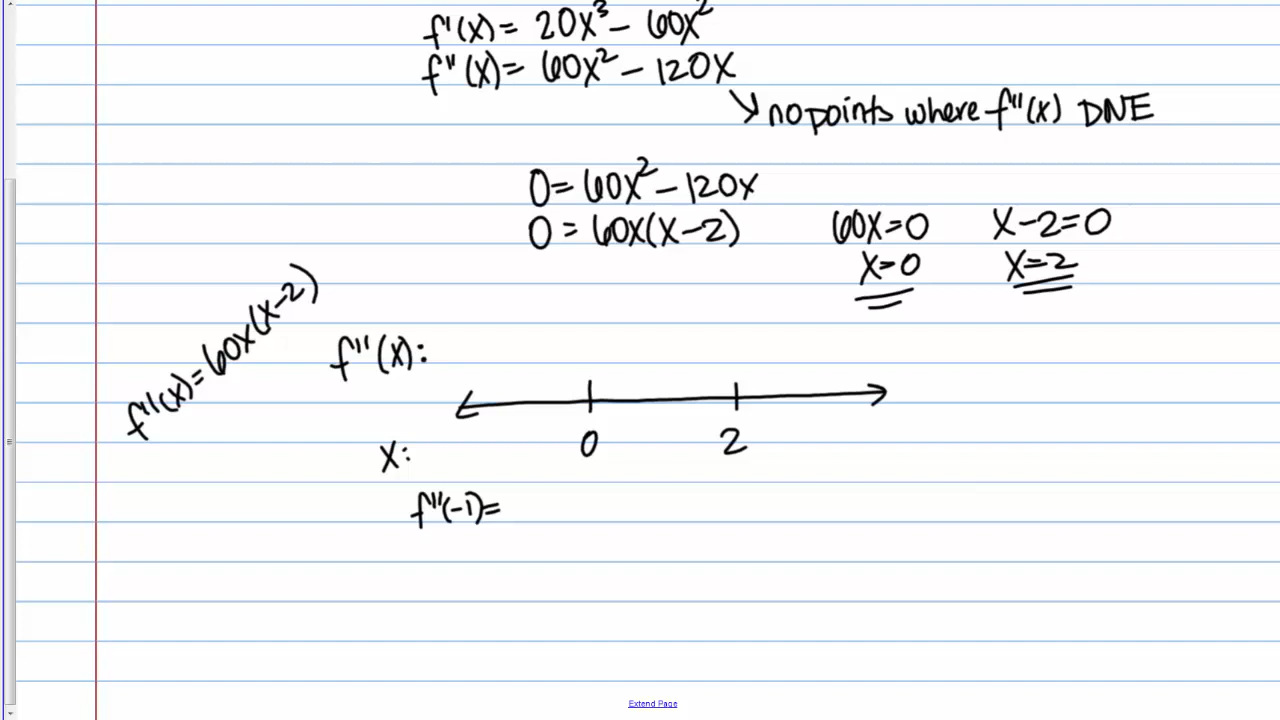 f'(x) = 20x³ - 60x²
f''(x) = 60x² - 120x
↘ no points where f''(x) DNE
0 = 60x² - 120x
0 = 60x(x-2) 60x=0 x-2=0
x=0 x=2
f''(x) = 60x(x-2)
f''(x):
x: 0 2
f''(-1)=
Extend Page